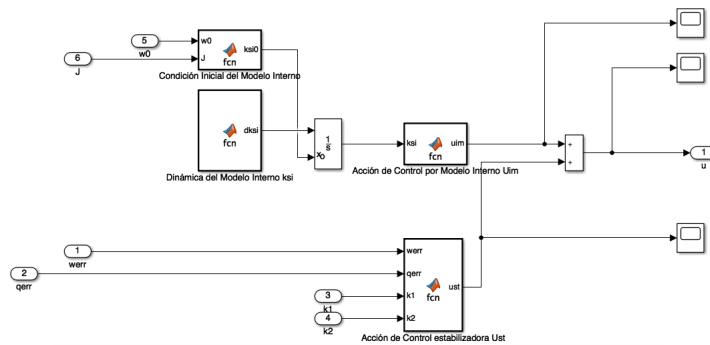 5
w0
6
J
w0
J
ksi0
fcn
Condición Inicial del Modelo Interno
dksi
fcn
Dinámica del Modelo Interno ksi
1
s
xo
ksi
uim
fcn
Acción de Control por Modelo Interno Uim
+
+
1
u
1
werr
2
qerr
3
k1
4
k2
werr
qerr
k1
k2
ust
fcn
Acción de Control estabilizadora Ust